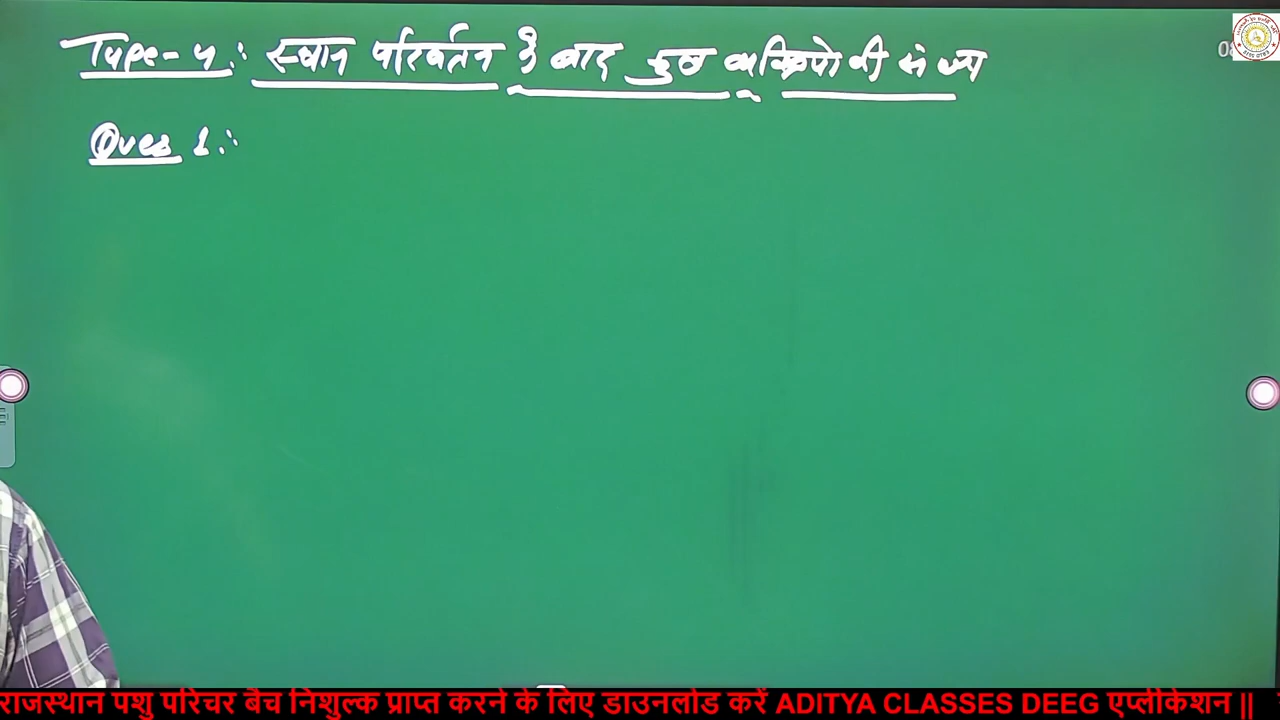 Type-4: स्थान परिवर्तन के बाद कुल व्यक्तियों की संख्या
Ques 1:
08
राजस्थान पशु परिचर बैच निशुल्क प्राप्त करने के लिए डाउनलोड करें ADITYA CLASSES DEEG एप्लीकेशन ||